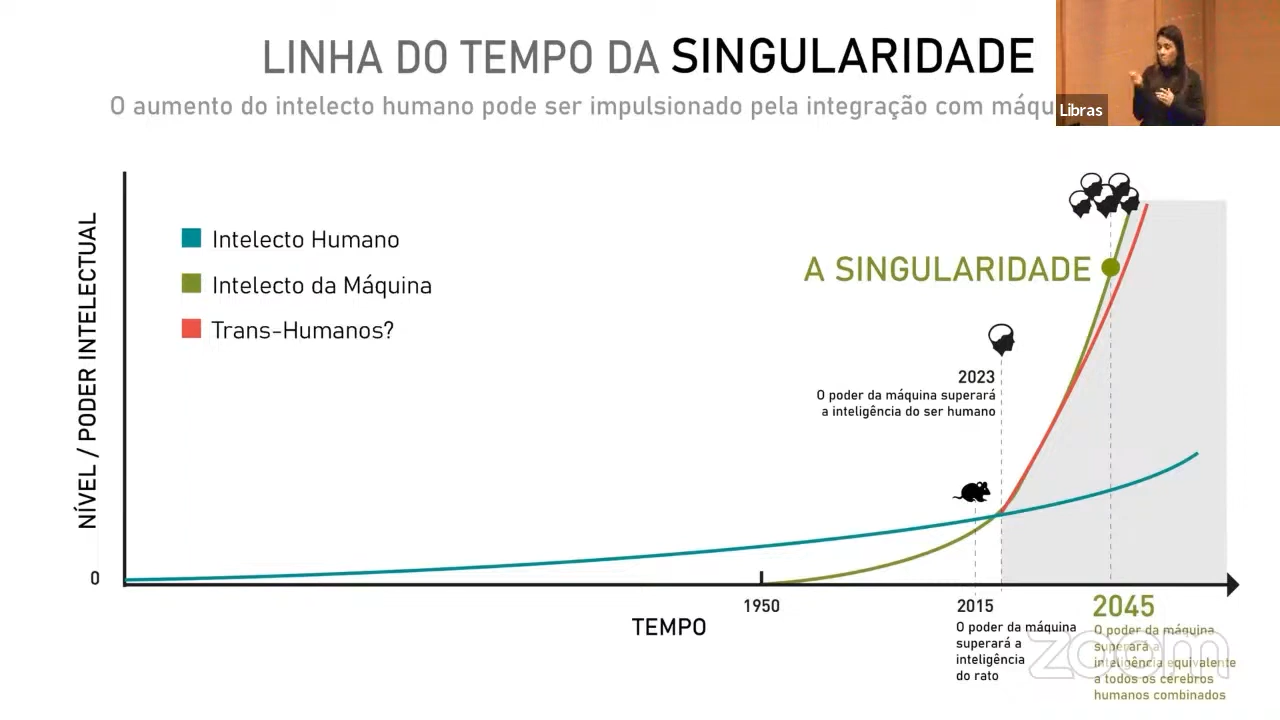 LINHA DO TEMPO DA SINGULARIDADE
O aumento do intelecto humano pode ser impulsionado pela integração com máqu
Libras
NÍVEL / PODER INTELECTUAL
Intelecto Humano
Intelecto da Máquina
Trans-Humanos?
A SINGULARIDADE
2023
O poder da máquina superará
a inteligência do ser humano
0
1950
TEMPO
2015
O poder da máquina
superará a
inteligência
do rato
2045
O poder da máquina
superará a
inteligência equivalente
a todos os cérebros
humanos combinados
zoom